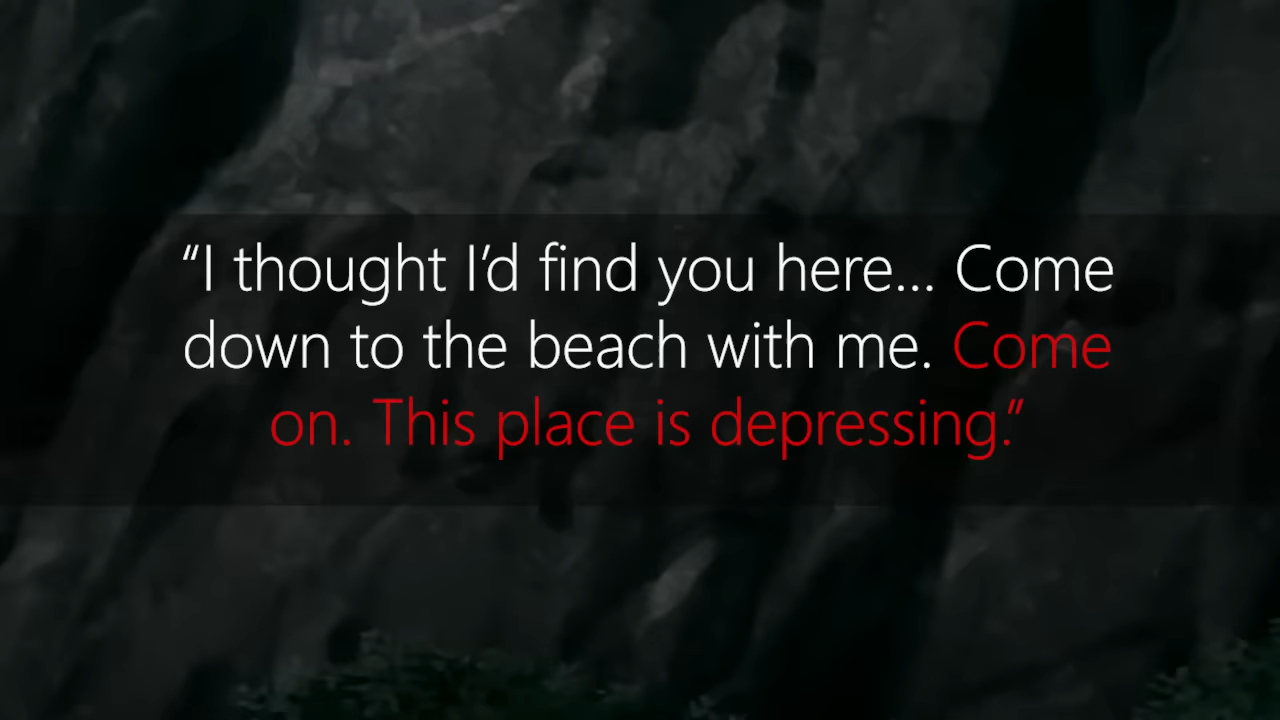 “I thought I’d find you here... Come
down to the beach with me. Come
on. This place is depressing.”